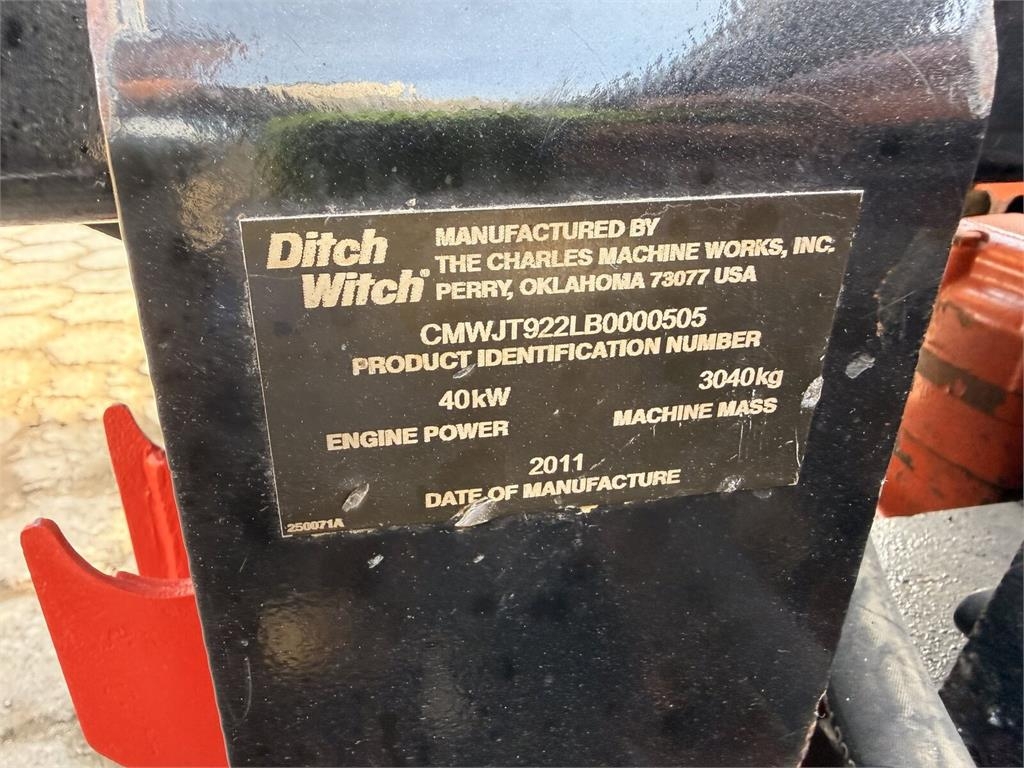 Ditch Witch®
MANUFACTURED BY
THE CHARLES MACHINE WORKS, INC.
PERRY, OKLAHOMA 73077 USA
CMWJT922LB0000505
PRODUCT IDENTIFICATION NUMBER
40kW
ENGINE POWER
3040kg
MACHINE MASS
2011
DATE OF MANUFACTURE
250071A